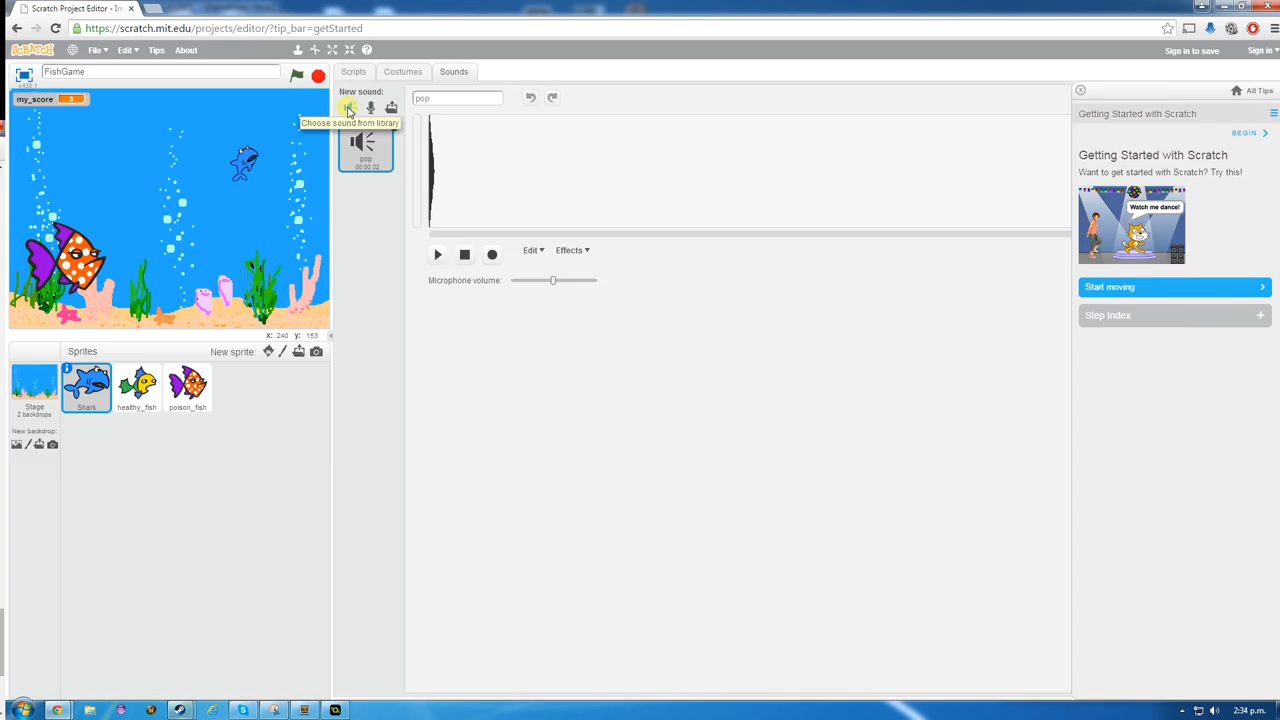 Scratch Project Editor - Im
https://scratch.mit.edu/projects/editor/?tip_bar=getStarted
SCRATCH File Edit Tips About Sign in to save Sign in
v435.1 FishGame
Scripts Costumes Sounds
New sound:
pop
my_score 3
Choose sound from library
pop
00:00.02
Edit Effects
Microphone volume:
x: 240 y: 153
Sprites New sprite:
Stage
2 backdrops
New backdrop:
Shark healthy_fish poison_fish
All Tips
Getting Started with Scratch
BEGIN
Getting Started with Scratch
Want to get started with Scratch? Try this!
Watch me dance!
Start moving
Step Index
2:34 p.m.